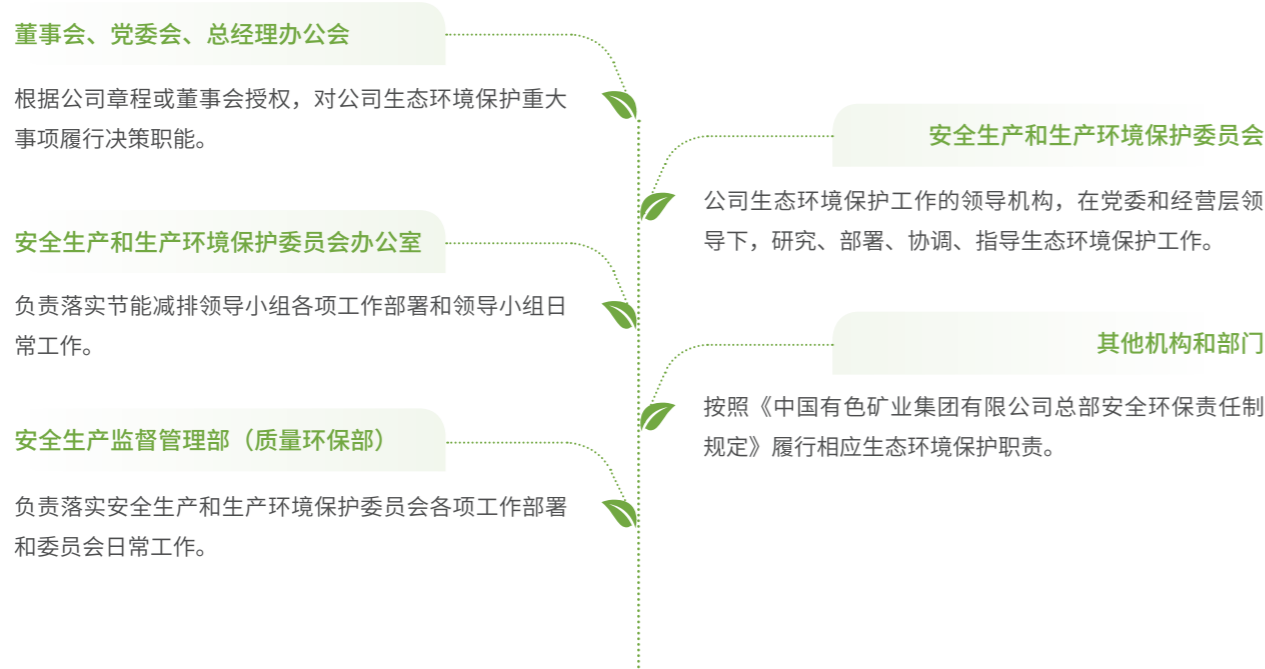 董事会、党委会、总经理办公会
根据公司章程或董事会授权，对公司生态环境保护重大
事项履行决策职能。
安全生产和生产环境保护委员会
公司生态环境保护工作的领导机构，在党委和经营层领
导下，研究、部署、协调、指导生态环境保护工作。
安全生产和生产环境保护委员会办公室
负责落实节能减排领导小组各项工作部署和领导小组日
常工作。
其他机构和部门
按照《中国有色矿业集团有限公司总部安全环保责任制
规定》履行相应生态环境保护职责。
安全生产监督管理部（质量环保部）
负责落实安全生产和生产环境保护委员会各项工作部署
和委员会日常工作。